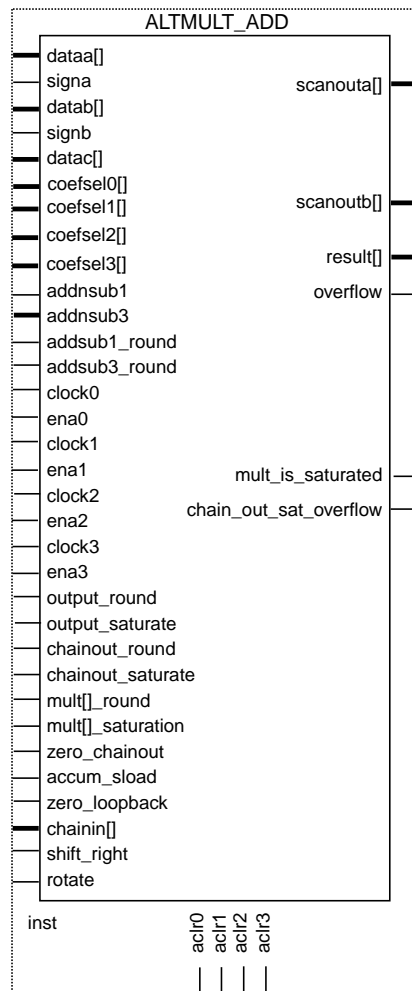 ALTMULT_ADD
dataa[]
signa
scanouta[]
datab[]
signb
datac[]
coefsel0[]
coefsel1[]
scanoutb[]
coefsel2[]
coefsel3[]
result[]
addnsub1
overflow
addnsub3
addsub1_round
addsub3_round
clock0
ena0
clock1
ena1
mult_is_saturated
clock2
chain_out_sat_overflow
ena2
clock3
ena3
output_round
output_saturate
chainout_round
chainout_saturate
mult[]_round
mult[]_saturation
zero_chainout
accum_sload
zero_loopback
chainin[]
shift_right
rotate
inst
aclr0
aclr1
aclr2
aclr3